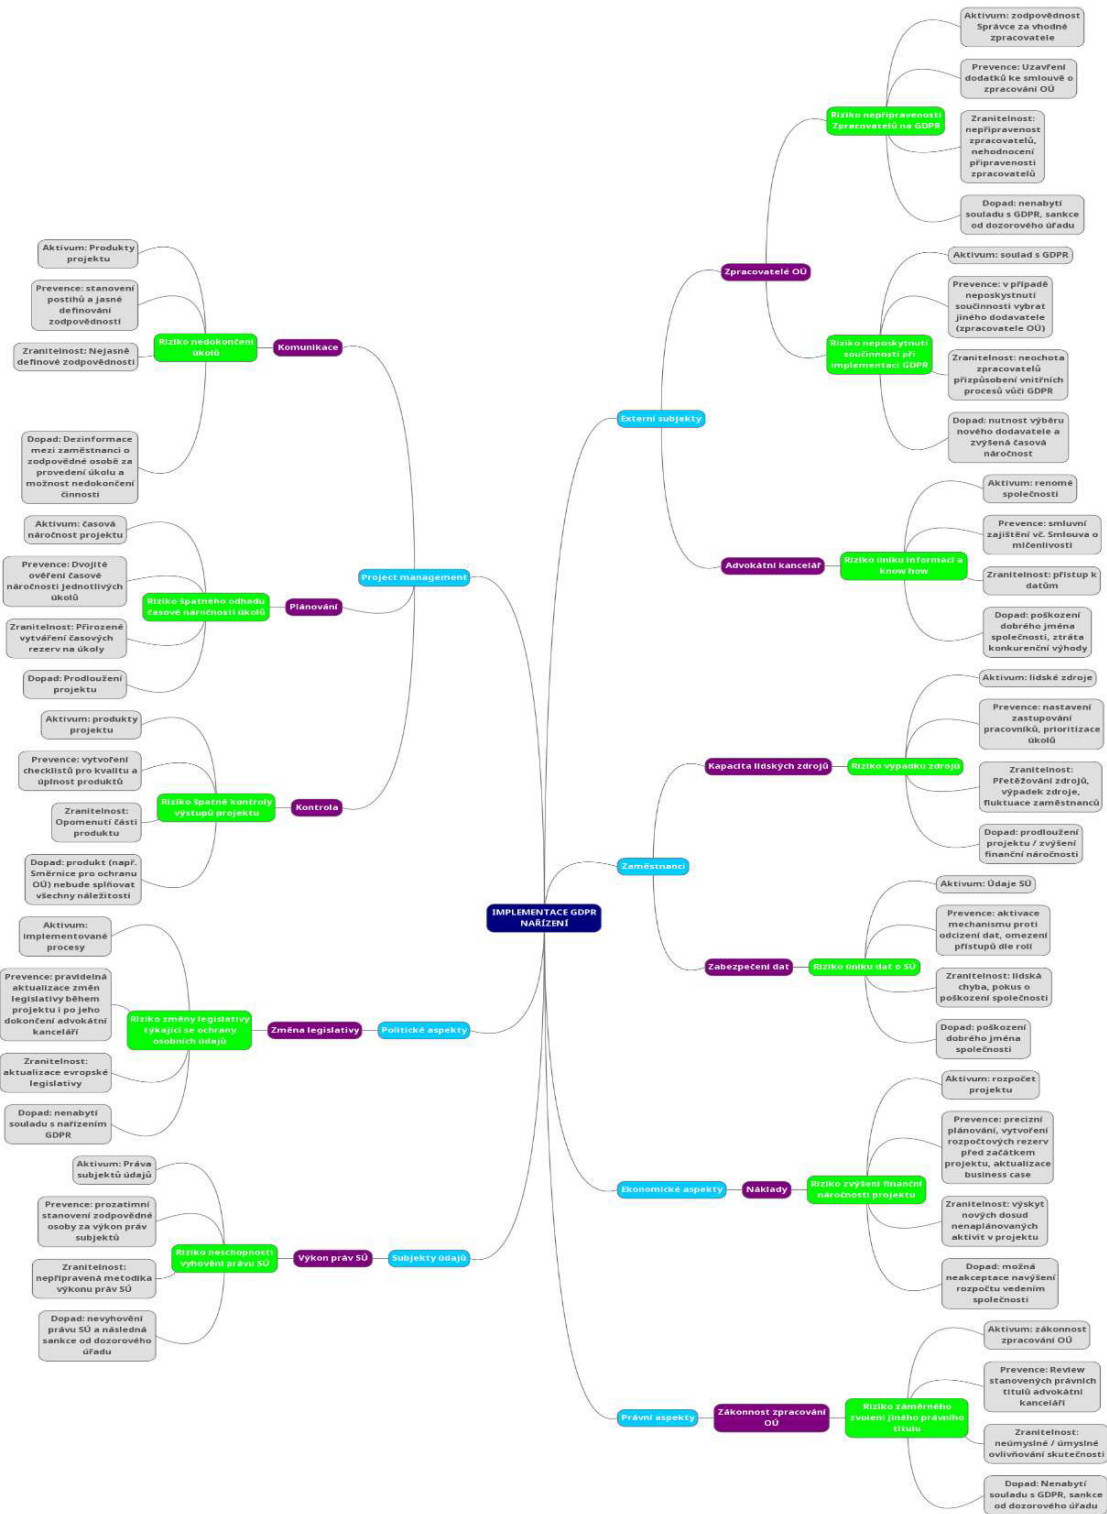 IMPLEMENTACE GDPR
NAŘÍZENÍ
Project management
Komunikace
Riziko nedokončení
úkolů
Aktivum: Produkty
projektu
Prevence: stanovení
postihů a jasné
definování
zodpovědnosti
Zranitelnost: Nejasně
definové zodpovědnosti
Dopad: Dezinformace
mezi zaměstnanci o
zodpovědné osobě za
provedení úkolu a
možnost nedokončení
činnosti
Plánování
Riziko špatného odhadu
časové náročnosti úkolů
Aktivum: časová
náročnost projektu
Prevence: Dvojité
ověření časové
náročnosti jednotlivých
úkolů
Zranitelnost: Přirozené
vytváření časových
rezerv na úkoly
Dopad: Prodloužení
projektu
Kontrola
Riziko špatné kontroly
výstupů projektu
Aktivum: produkty
projektu
Prevence: vytvoření
checklistů pro kvalitu a
úplnost produktů
Zranitelnost:
Opomenutí části
produktu
Dopad: produkt (např.
Směrnice pro ochranu
OÚ) nebude splňovat
všechny náležitosti
Politické aspekty
Změna legislativy
Riziko změny legislativy
týkající se ochrany
osobních údajů
Aktivum:
implementované
procesy
Prevence: pravidelná
aktualizace změn
legislativy během
projektu i po jeho
dokončení advokátní
kanceláří
Zranitelnost:
aktualizace evropské
legislativy
Dopad: nenabytí
souladu s nařízením
GDPR
Subjekty údajů
Výkon práv SÚ
Riziko neschopnosti
vyhovění právu SÚ
Aktivum: Práva
subjektů údajů
Prevence: prozatimní
stanovení zodpovědné
osoby za výkon práv
subjektů
Zranitelnost:
nepřipravená metodika
výkonu práv SÚ
Dopad: nevyhovění
právu SÚ a následná
sankce od dozorového
úřadu
Externí subjekty
Zpracovatelé OÚ
Riziko nepřipravenosti
Zpracovatelů na GDPR
Aktivum: zodpovědnost
Správce za vhodné
zpracovatele
Prevence: Uzavření
dodatků ke smlouvě o
zpracování OÚ
Zranitelnost:
nepřipravenost
zpracovatelů,
nehodnocení
připravenosti
zpracovatelů
Dopad: nenabytí
souladu s GDPR, sankce
od dozorového úřadu
Riziko neposkytnutí
součinnosti při
implementaci GDPR
Aktivum: soulad s GDPR
Prevence: v případě
neposkystnutí
součinnosti vybrat
jiného dodavatele
(zpracovatele OÚ)
Zranitelnost: neochota
zpracovatelů
přizpůsobení vnitřních
procesů vůči GDPR
Dopad: nutnost výběru
nového dodavatele a
zvýšená časová
náročnost
Advokátní kancelář
Riziko úniku informací a
know how
Aktivum: renomé
společnosti
Prevence: smluvní
zajištění vč. Smlouva o
mlčenlivosti
Zranitelnost: přístup k
datům
Dopad: poškození
dobrého jména
společnosti, ztráta
konkurenční výhody
Zaměstnanci
Kapacita lidských zdrojů
Riziko výpadku zdrojů
Aktivum: lidské zdroje
Prevence: nastavení
zastupování
pracovníků, prioritizace
úkolů
Zranitelnost:
Přetěžování zdrojů,
výpadek zdroje,
fluktuace zaměstnanců
Dopad: prodloužení
projektu / zvýšení
finanční náročnosti
Zabezpečení dat
Riziko úniku dat o SÚ
Aktivum: Údaje SÚ
Prevence: aktivace
mechanismu proti
odcizení dat, omezení
přístupů dle rolí
Zranitelnost: lidská
chyba, pokus o
poškození společnosti
Dopad: poškození
dobrého jména
společnosti
Ekonomické aspekty
Náklady
Riziko zvýšení finanční
náročnosti projektu
Aktivum: rozpočet
projektu
Prevence: precizní
plánování, vytvoření
rozpočtových rezerv
před začátkem
projektu, aktualizace
business case
Zranitelnost: výskyt
nových dosud
nenaplánovaných
aktivit v projektu
Dopad: možná
neakceptace navýšení
rozpočtu vedením
společnosti
Právní aspekty
Zákonnost zpracování
OÚ
Riziko záměrného
zvolení jiného právního
titulu
Aktivum: zákonnost
zpracování OÚ
Prevence: Review
stanovených právních
titulů advokátní
kanceláří
Zranitelnost:
neúmyslné / úmyslné
ovlivňování skutečnosti
Dopad: Nenabytí
souladu s GDPR, sankce
od dozorového úřadu